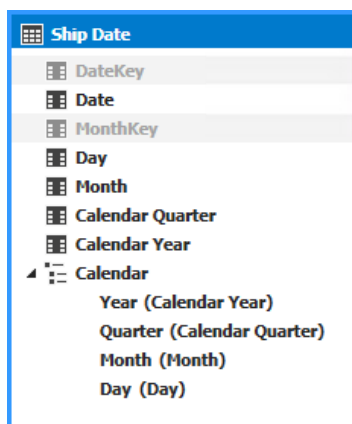 Ship Date
DateKey
Date
MonthKey
Day
Month
Calendar Quarter
Calendar Year
Calendar
Year (Calendar Year)
Quarter (Calendar Quarter)
Month (Month)
Day (Day)